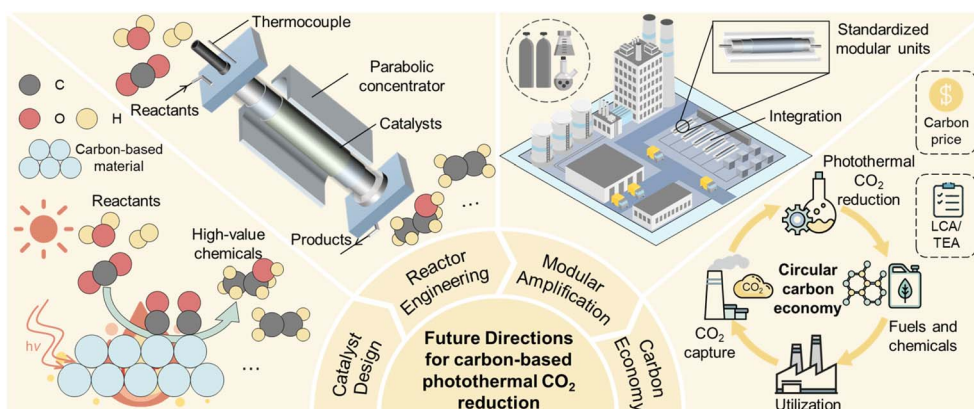 Thermocouple
Reactants
Parabolic
concentrator
Catalysts
Products
...
C
O
H
Carbon-based
material
Reactants
High-value
chemicals
hν
...
Standardized
modular units
Integration
Carbon
price
$
LCA/
TEA
Photothermal
CO₂
reduction
Circular
carbon
economy
CO₂
CO₂
capture
Fuels and
chemicals
Utilization
Catalyst
Design
Reactor
Engineering
Modular
Amplification
Carbon
Economy
Future Directions
for carbon-based
photothermal CO₂
reduction